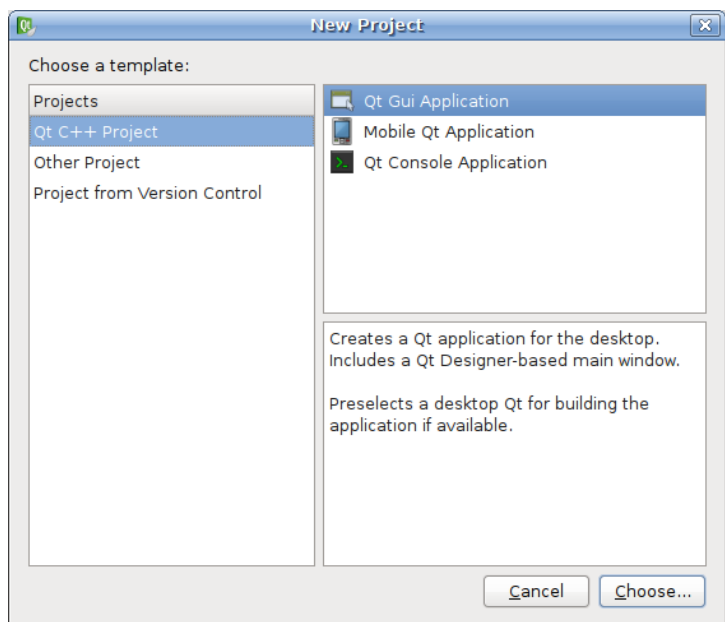 New Project
Choose a template:
Projects
Qt C++ Project
Other Project
Project from Version Control
Qt Gui Application
Mobile Qt Application
Qt Console Application
Creates a Qt application for the desktop.
Includes a Qt Designer-based main window.
Preselects a desktop Qt for building the
application if available.
Cancel
Choose...